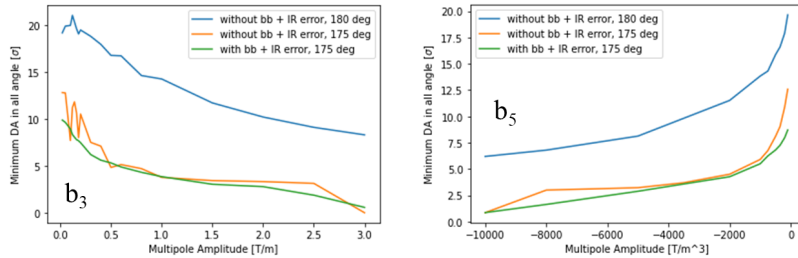 without bb + IR error, 180 deg
without bb + IR error, 175 deg
with bb + IR error, 175 deg
Minimum DA in all angle [σ]
20
15
10
5
0
b3
0.0 0.5 1.0 1.5 2.0 2.5 3.0
Multipole Amplitude [T/m]
without bb + IR error, 180 deg
without bb + IR error, 175 deg
with bb + IR error, 175 deg
Minimum DA in all angle [σ]
20.0
17.5
15.0
12.5
10.0
7.5
5.0
2.5
0.0
b5
−10000 −8000 −6000 −4000 −2000 0
Multipole Amplitude [T/m^3]